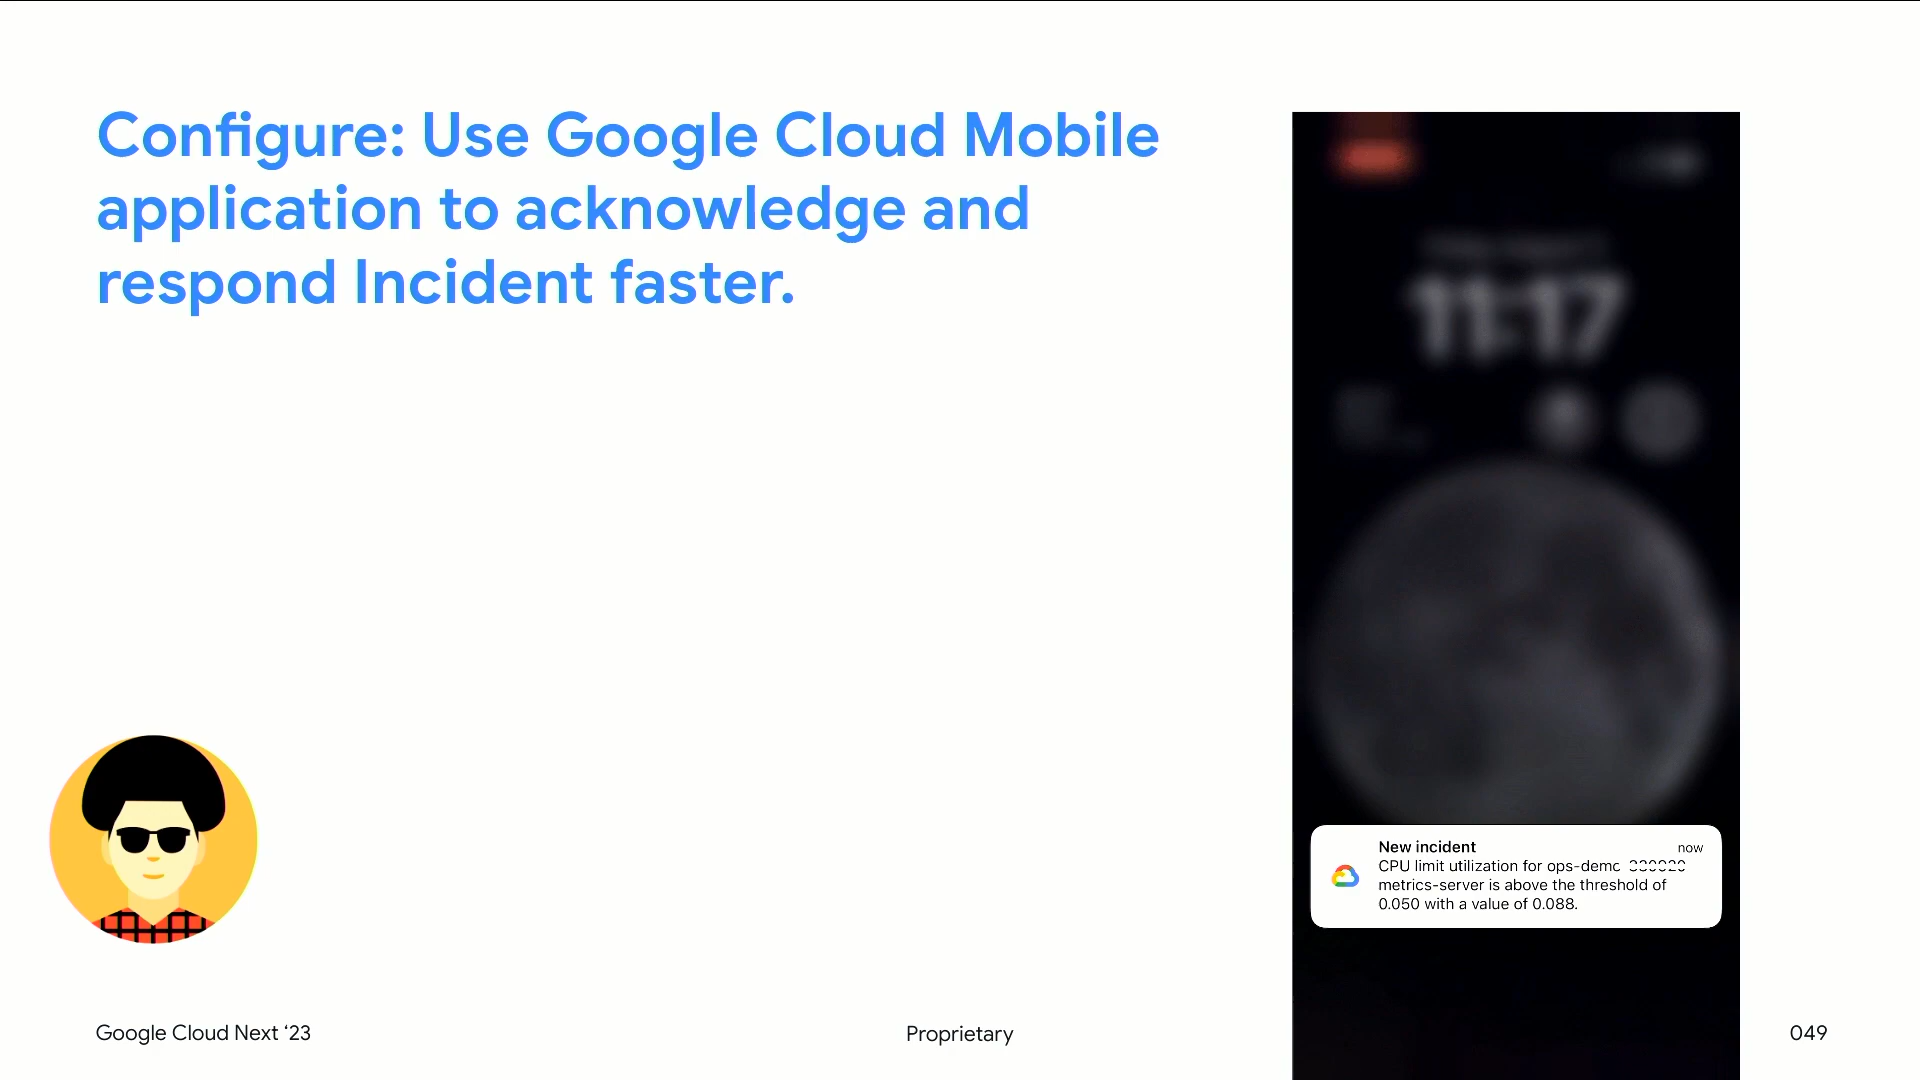 Configure: Use Google Cloud Mobile
application to acknowledge and
respond Incident faster.
11:17
New incident
now
CPU limit utilization for ops-demo
metrics-server is above the threshold of
0.050 with a value of 0.088.
Google Cloud Next ‘23
Proprietary
049